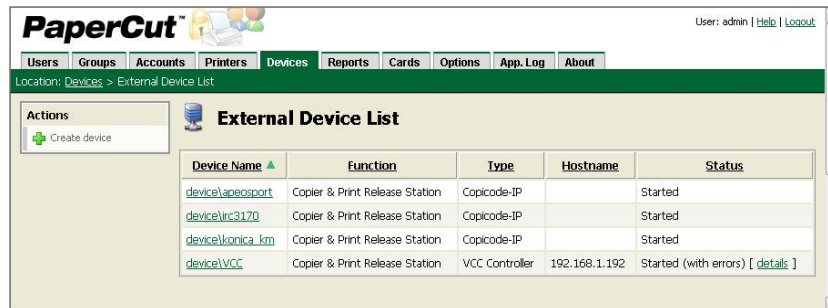 PaperCut™
User: admin | Help | Logout
Users Groups Accounts Printers Devices Reports Cards Options App. Log About
Location: Devices > External Device List
Actions
Create device
External Device List
Device Name Function Type Hostname Status
device\apeosport Copier & Print Release Station Copicode-IP Started
device\irc3170 Copier & Print Release Station Copicode-IP Started
device\konica_km Copier & Print Release Station Copicode-IP Started
device\VCC Copier & Print Release Station VCC Controller 192.168.1.192 Started (with errors) [ details ]